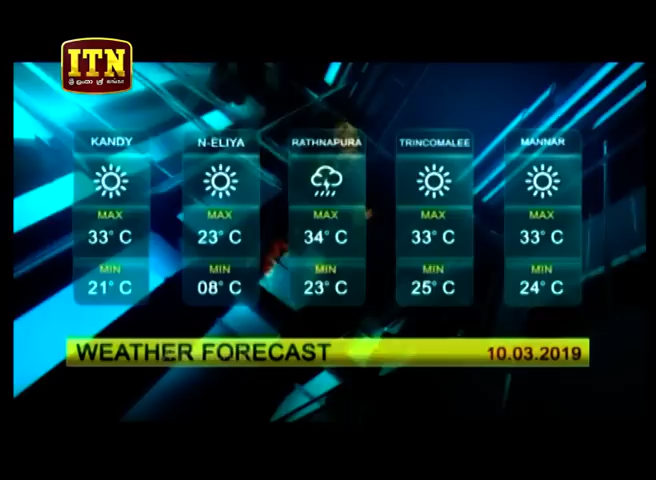 ITN
ශ්‍රී ලංකා ஸ்ரீ லங்கா
KANDY
MAX
33° C
MIN
21° C
N-ELIYA
MAX
23° C
MIN
08° C
RATHNAPURA
MAX
34° C
MIN
23° C
TRINCOMALEE
MAX
33° C
MIN
25° C
MANNAR
MAX
33° C
MIN
24° C
WEATHER FORECAST 10.03.2019